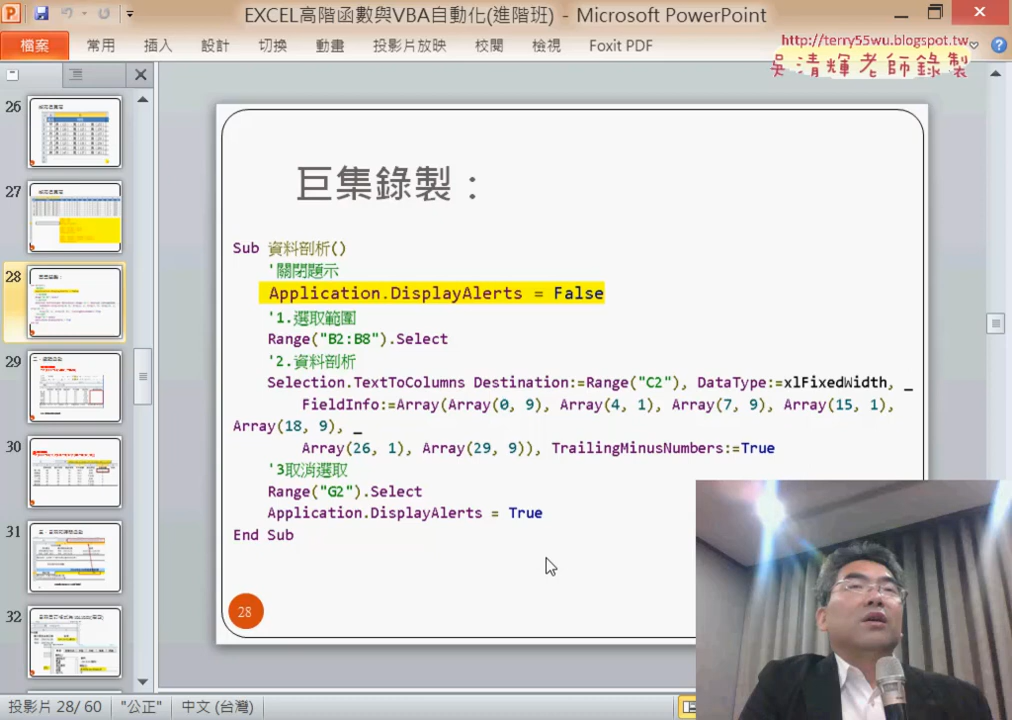 EXCEL高階函數與VBA自動化(進階班) - Microsoft PowerPoint
檔案 常用 插入 設計 切換 動畫 投影片放映 校閱 檢視 Foxit PDF
http://terry55wu.blogspot.tw
吳清輝老師錄製
26
27
28
29
30
31
32
巨集錄製：
Sub 資料剖析()
'關閉題示
Application.DisplayAlerts = False
'1.選取範圍
Range("B2:B8").Select
'2.資料剖析
Selection.TextToColumns Destination:=Range("C2"), DataType:=xlFixedWidth, _
FieldInfo:=Array(Array(0, 9), Array(4, 1), Array(7, 9), Array(15, 1),
Array(18, 9), _
Array(26, 1), Array(29, 9)), TrailingMinusNumbers:=True
'3取消選取
Range("G2").Select
Application.DisplayAlerts = True
End Sub
28
投影片 28/ 60 "公正" 中文 (台灣)